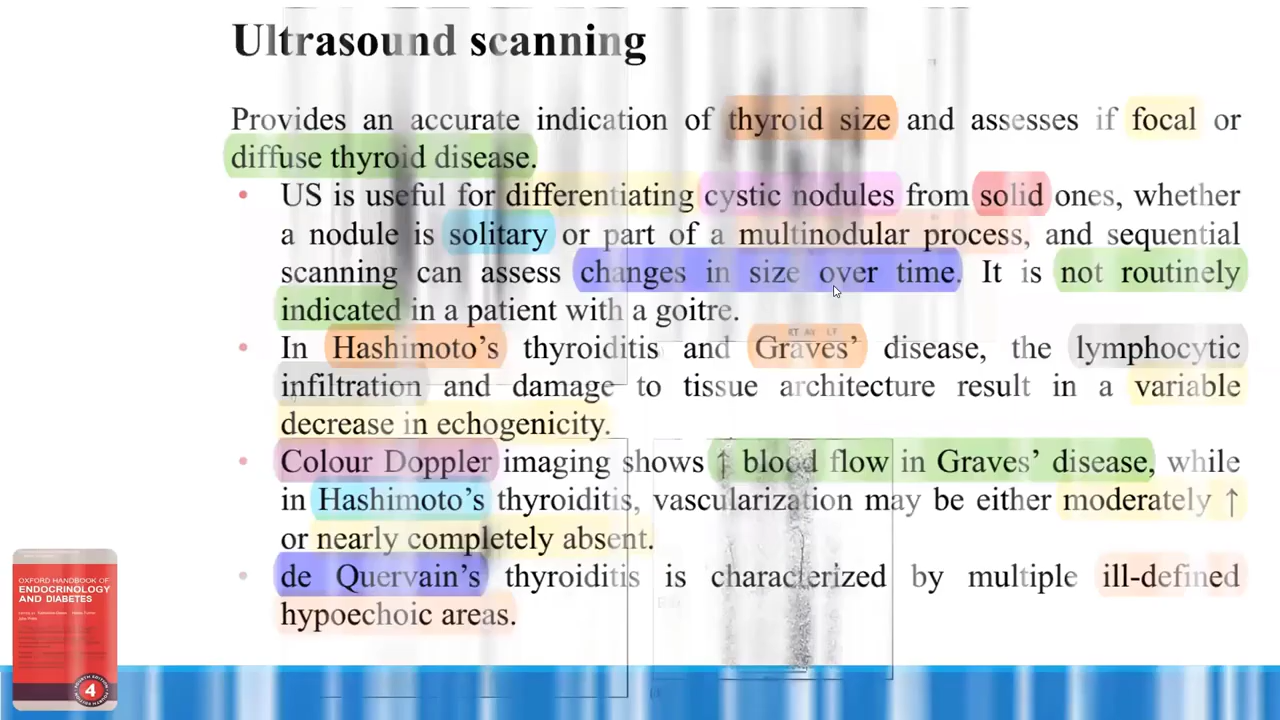 Ultrasound scanning
Provides an accurate indication of thyroid size and assesses if focal or
diffuse thyroid disease.
• US is useful for differentiating cystic nodules from solid ones, whether
a nodule is solitary or part of a multinodular process, and sequential
scanning can assess changes in size over time. It is not routinely
indicated in a patient with a goitre.
RT AV LT
• In Hashimoto’s thyroiditis and Graves’ disease, the lymphocytic
infiltration and damage to tissue architecture result in a variable
decrease in echogenicity.
• Colour Doppler imaging shows ↑ blood flow in Graves’ disease, while
in Hashimoto’s thyroiditis, vascularization may be either moderately ↑
or nearly completely absent.
• de Quervain’s thyroiditis is characterized by multiple ill-defined
hypoechoic areas.
OXFORD HANDBOOK OF
ENDOCRINOLOGY
AND DIABETES
4